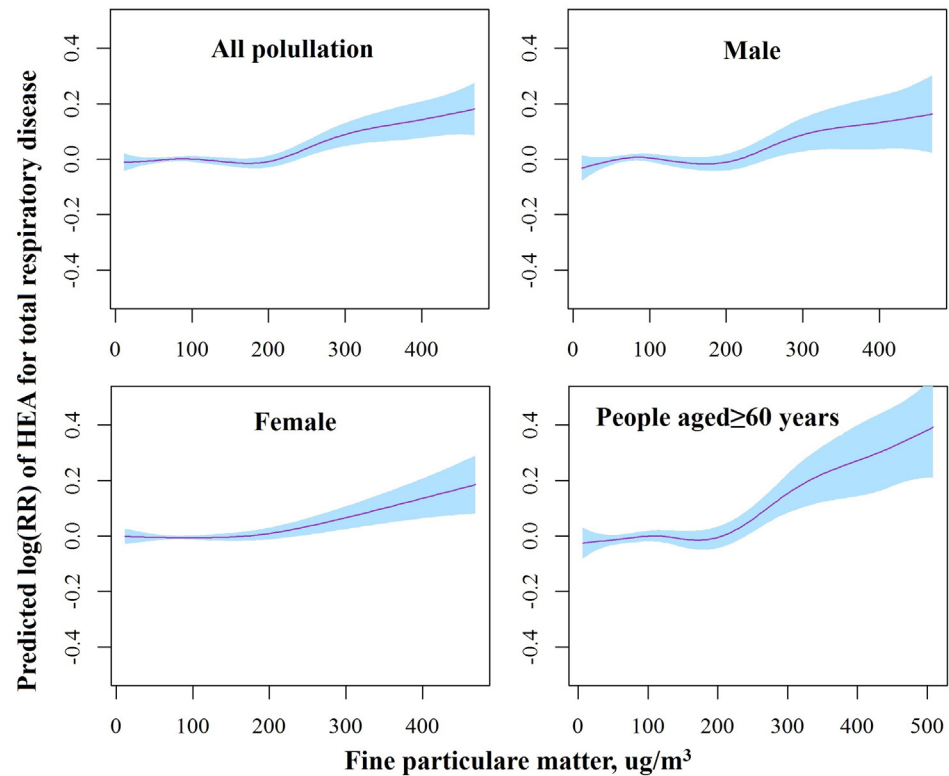 Predicted log(RR) of HEA for total respiratory disease
All polullation
0.4
0.2
0.0
-0.2
-0.4
0 100 200 300 400
Male
0.4
0.2
0.0
-0.2
-0.4
0 100 200 300 400
Female
0.4
0.2
0.0
-0.2
-0.4
0 100 200 300 400
People aged≥60 years
0.4
0.2
0.0
-0.2
-0.4
0 100 200 300 400 500
Fine particulare matter, ug/m³